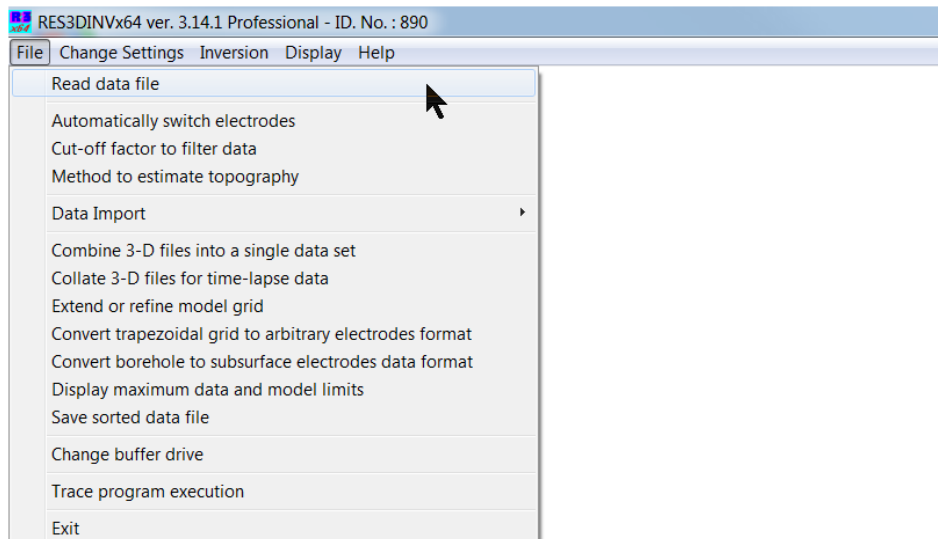 R3 x64 RES3DINVx64 ver. 3.14.1 Professional - ID. No. : 890
File Change Settings Inversion Display Help
Read data file
Automatically switch electrodes
Cut-off factor to filter data
Method to estimate topography
Data Import
Combine 3-D files into a single data set
Collate 3-D files for time-lapse data
Extend or refine model grid
Convert trapezoidal grid to arbitrary electrodes format
Convert borehole to subsurface electrodes data format
Display maximum data and model limits
Save sorted data file
Change buffer drive
Trace program execution
Exit